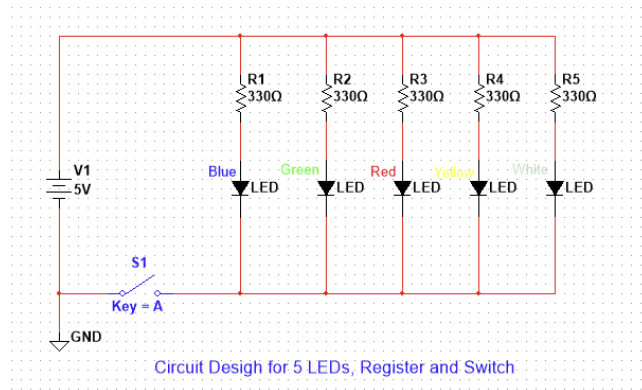 R1
330Ω
R2
330Ω
R3
330Ω
R4
330Ω
R5
330Ω
V1
5V
Blue
LED
Green
LED
Red
LED
Yellow
LED
White
LED
S1
Key = A
GND
Circuit Desigh for 5 LEDs, Register and Switch